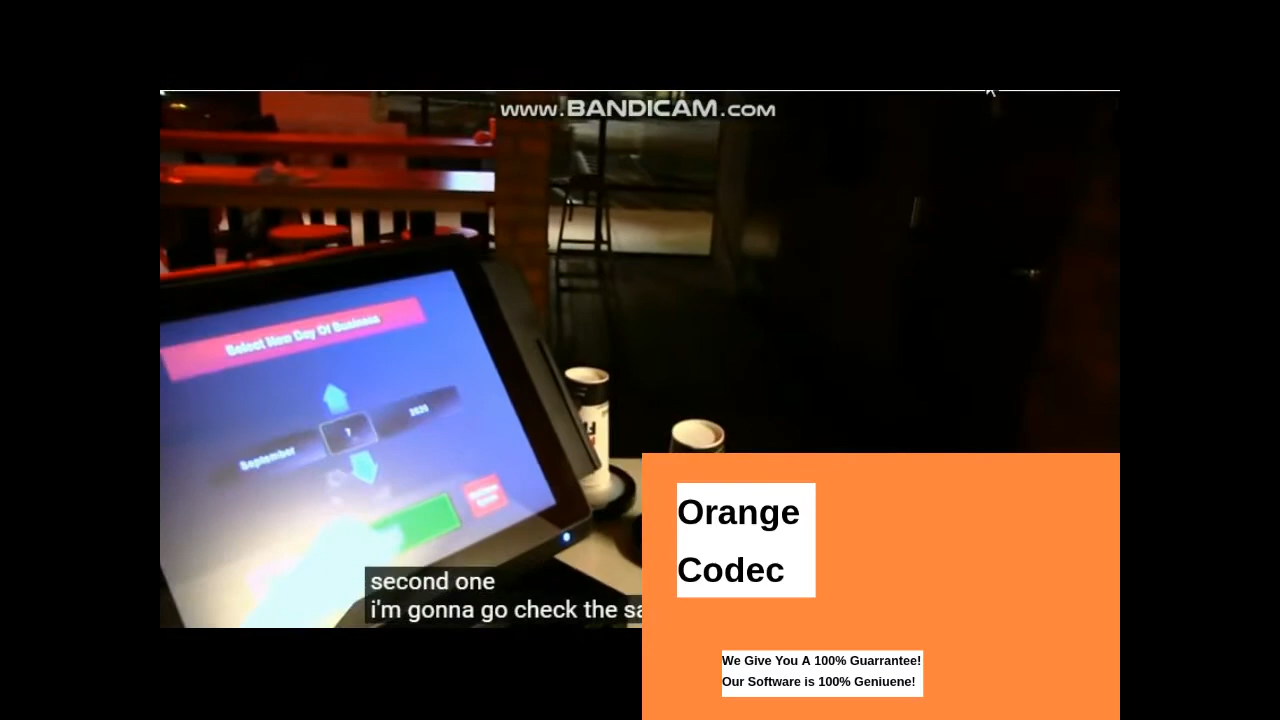 www.BANDICAM.com
Select New Day Of Business
2020
7
September
second one
i'm gonna go check the sa
Orange
Codec
We Give You A 100% Guarrantee!
Our Software is 100% Geniuene!